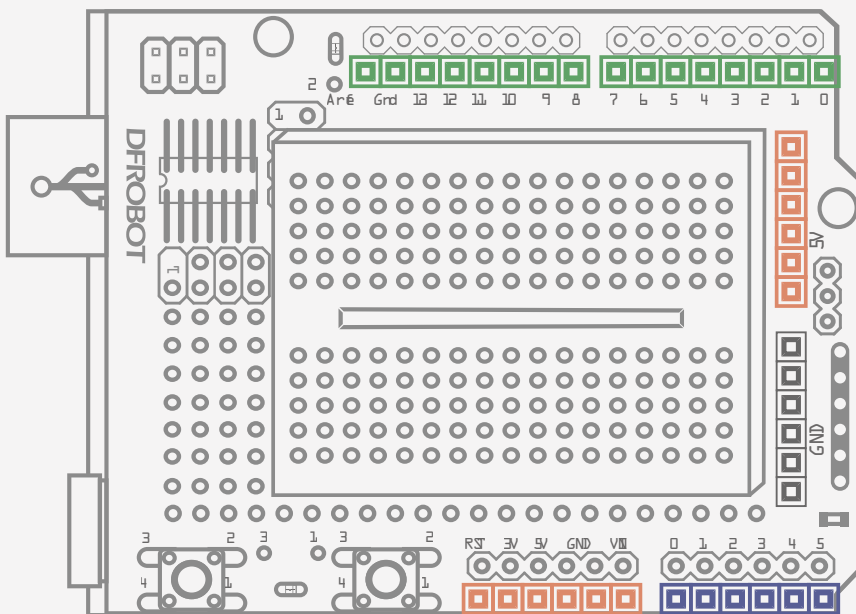 2 Aref Gnd 13 12 11 10 9 8 7 6 5 4 3 2 1 0
1
DFROBOT
5V
1
GND
3 2 3 1 3 2
RST 3V 5V GND VIN 0 1 2 3 4 5
4 1 4 1